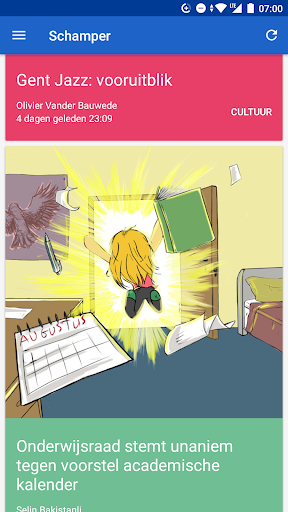 07:00
Schamper
Gent Jazz: vooruitblik
Olivier Vander Bauwede
4 dagen geleden 23:09
CULTUUR
AUGUSTUS
Onderwijsraad stemt unaniem
tegen voorstel academische
kalender
Selin Bakistanli